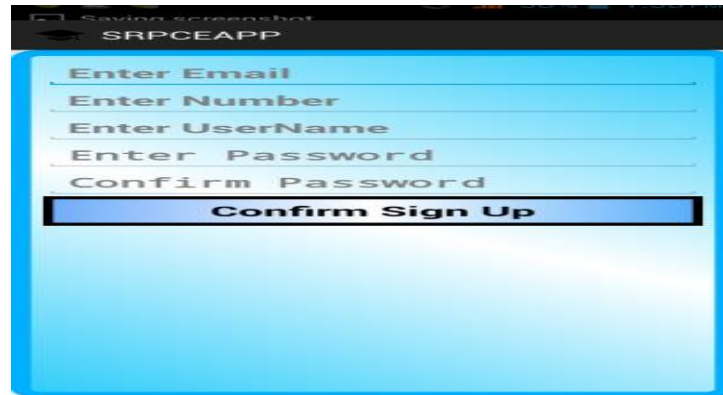 Saving screenshot
SRPCEAPP
Enter Email
Enter Number
Enter UserName
Enter Password
Confirm Password
Confirm Sign Up